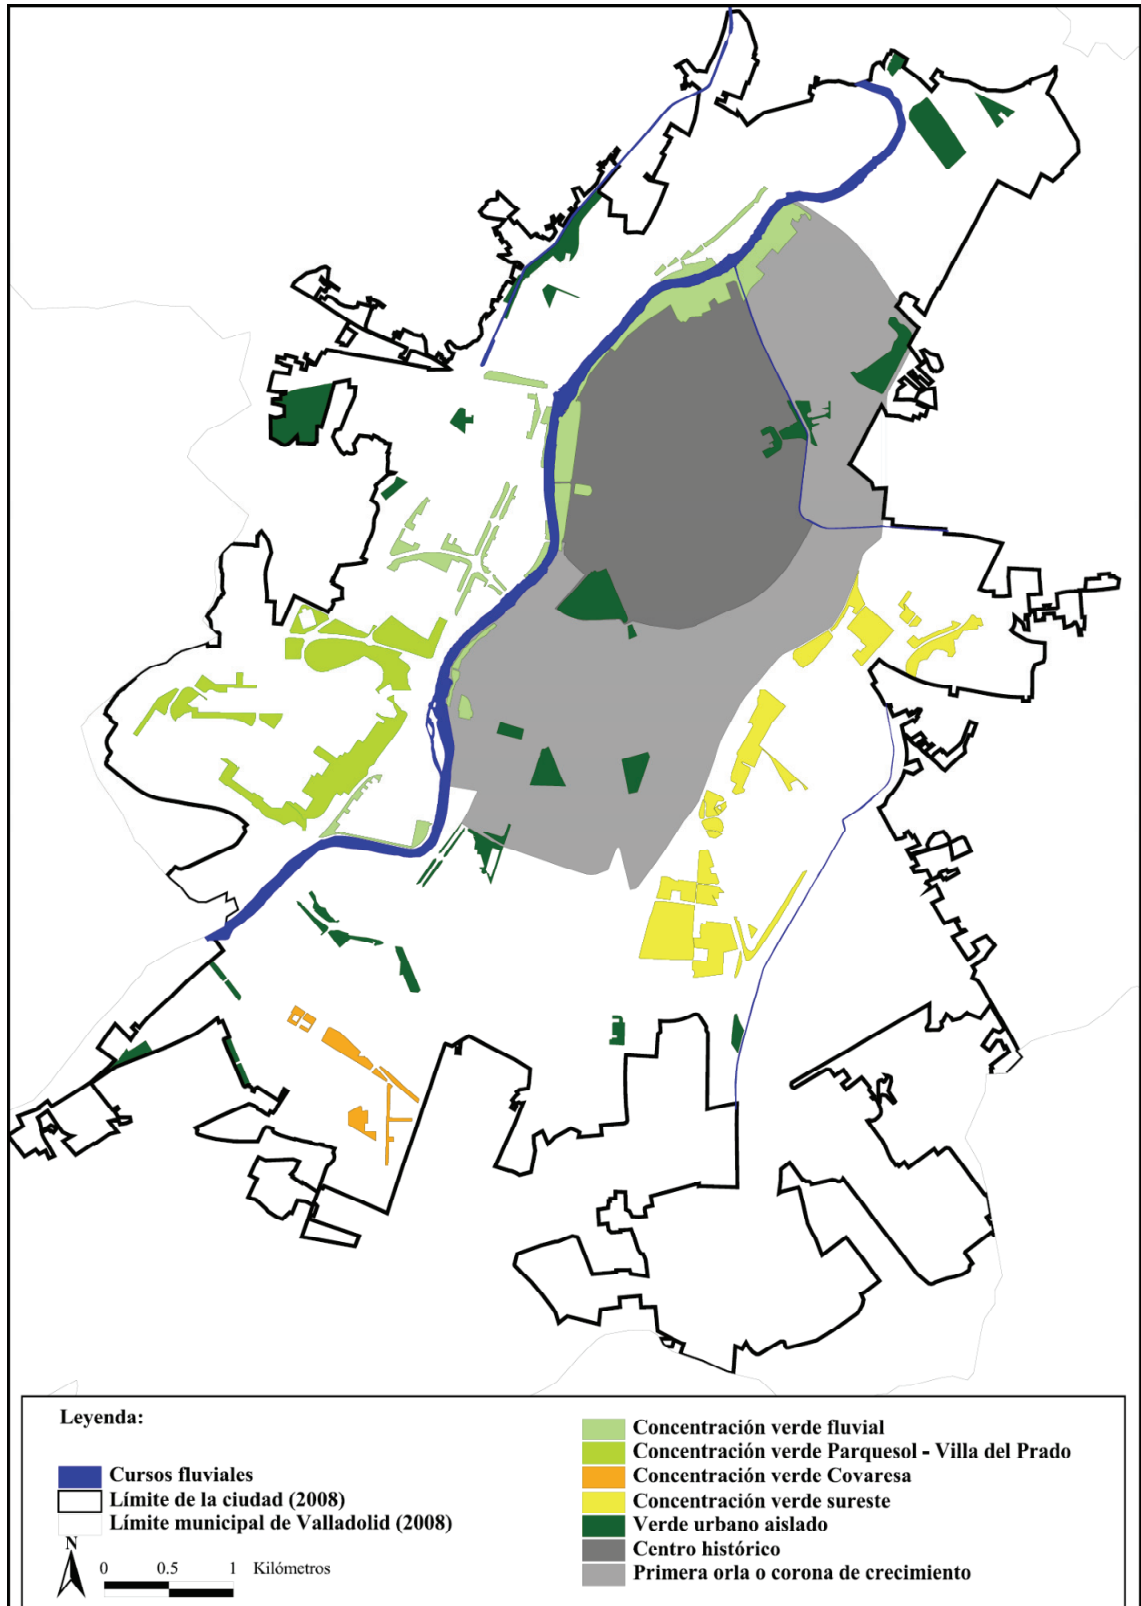 Leyenda:
Cursos fluviales
Límite de la ciudad (2008)
Límite municipal de Valladolid (2008)
N
0 0.5 1 Kilómetros
Concentración verde fluvial
Concentración verde Parquesol - Villa del Prado
Concentración verde Covaresa
Concentración verde sureste
Verde urbano aislado
Centro histórico
Primera orla o corona de crecimiento